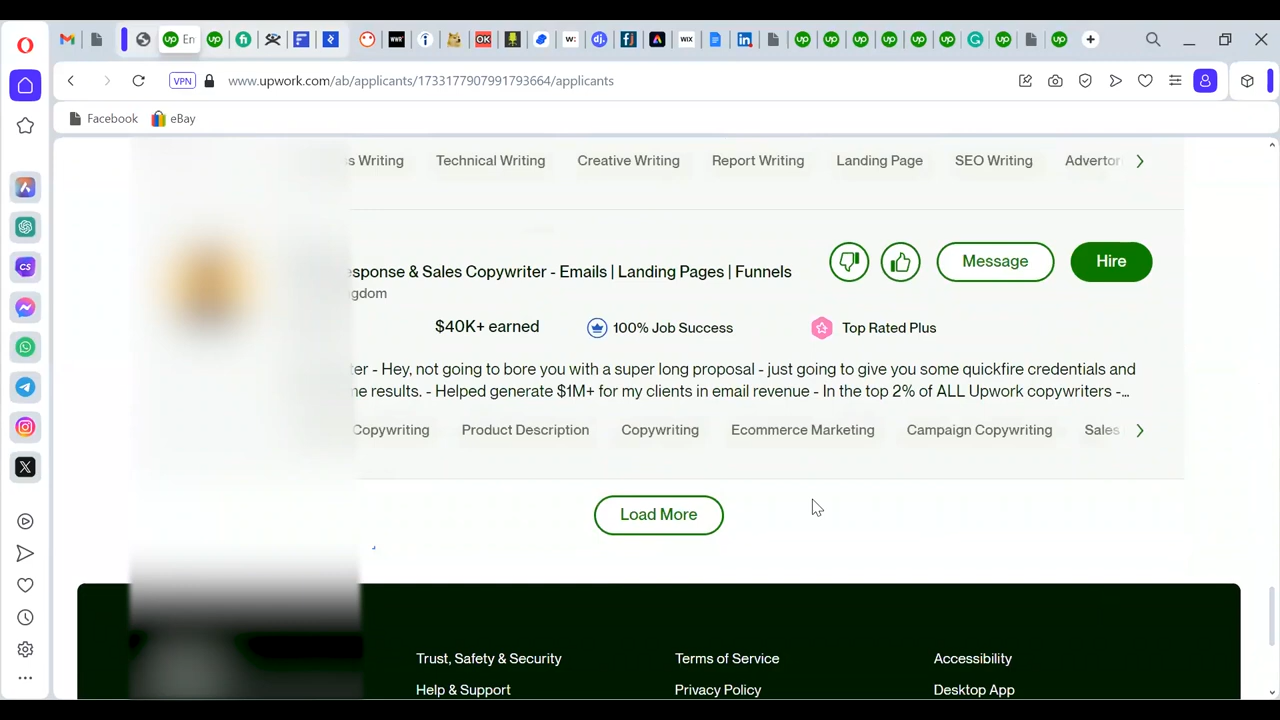 En
VPN
www.upwork.com/ab/applicants/1733177907991793664/applicants
Facebook eBay
s Writing Technical Writing Creative Writing Report Writing Landing Page SEO Writing Advertor
esponse & Sales Copywriter - Emails | Landing Pages | Funnels
gdom
Message
Hire
$40K+ earned 100% Job Success Top Rated Plus
ter - Hey, not going to bore you with a super long proposal - just going to give you some quickfire credentials and
ne results. - Helped generate $1M+ for my clients in email revenue - In the top 2% of ALL Upwork copywriters -...
Copywriting Product Description Copywriting Ecommerce Marketing Campaign Copywriting Sales
Load More
Trust, Safety & Security Terms of Service Accessibility
Help & Support Privacy Policy Desktop App